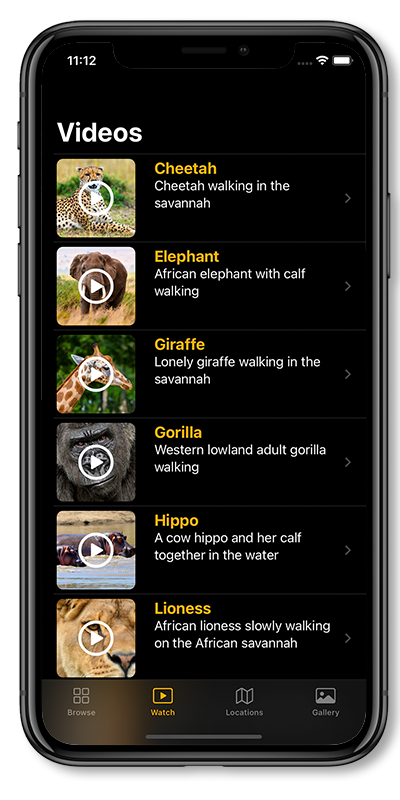 11:12
Videos
Cheetah
Cheetah walking in the
savannah
Elephant
African elephant with calf
walking
Giraffe
Lonely giraffe walking in the
savannah
Gorilla
Western lowland adult gorilla
walking
Hippo
A cow hippo and her calf
together in the water
Lioness
African lioness slowly walking
on the African savannah
Browse
Watch
Locations
Gallery